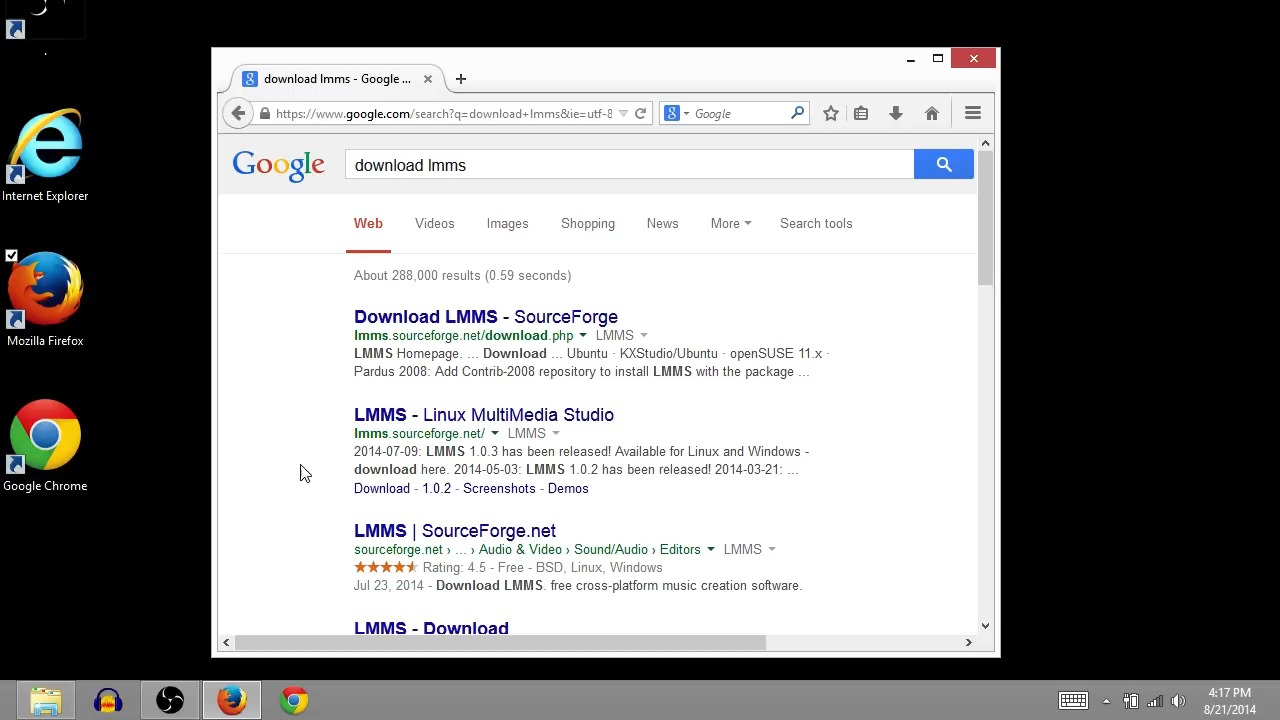 .
Internet Explorer
Mozilla Firefox
Google Chrome
download lmms - Google ...
https://www.google.com/search?q=download+lmms&ie=utf-8
Google
Google
download lmms
Web Videos Images Shopping News More Search tools
About 288,000 results (0.59 seconds)
Download LMMS - SourceForge
lmms.sourceforge.net/download.php LMMS
LMMS Homepage. ... Download ... Ubuntu · KXStudio/Ubuntu · openSUSE 11.x ·
Pardus 2008: Add Contrib-2008 repository to install LMMS with the package ...
LMMS - Linux MultiMedia Studio
lmms.sourceforge.net/ LMMS
2014-07-09: LMMS 1.0.3 has been released! Available for Linux and Windows -
download here. 2014-05-03: LMMS 1.0.2 has been released! 2014-03-21: ...
Download - 1.0.2 - Screenshots - Demos
LMMS | SourceForge.net
sourceforge.net › ... › Audio & Video › Sound/Audio › Editors LMMS
Rating: 4.5 - Free - BSD, Linux, Windows
Jul 23, 2014 - Download LMMS. free cross-platform music creation software.
LMMS - Download
4:17 PM
8/21/2014